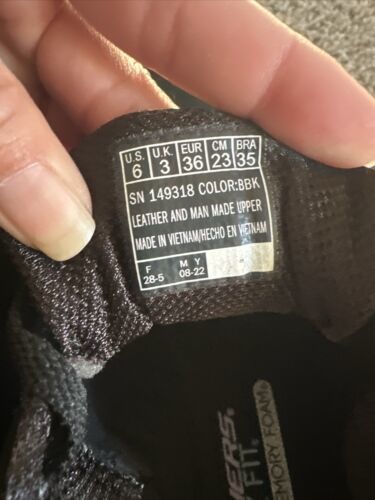 U.S. U.K. EUR CM BRA
6 3 36 23 35
SN 149318 COLOR:BBK
LEATHER AND MAN MADE UPPER
MADE IN VIETNAM/HECHO EN VIETNAM
F M Y
28-5 08-22
FIT®
MEMORY FOAM